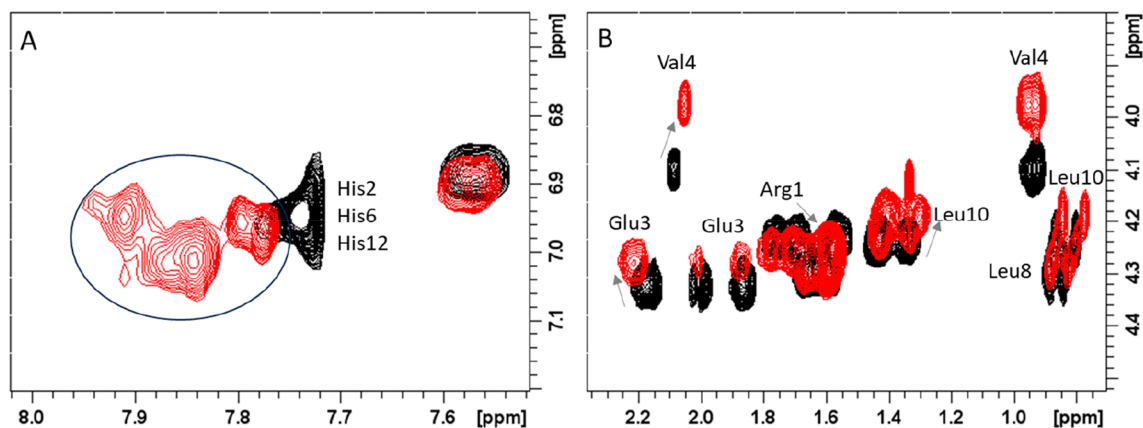 A
His2
His6
His12
6.8
6.9
7.0
7.1
[ppm]
8.0
7.9
7.8
7.7
7.6
[ppm]
B
Val4
Val4
Arg1
Leu10
Glu3
Glu3
Leu10
Leu8
4.0
4.1
4.2
4.3
4.4
[ppm]
2.2
2.0
1.8
1.6
1.4
1.2
1.0
[ppm]